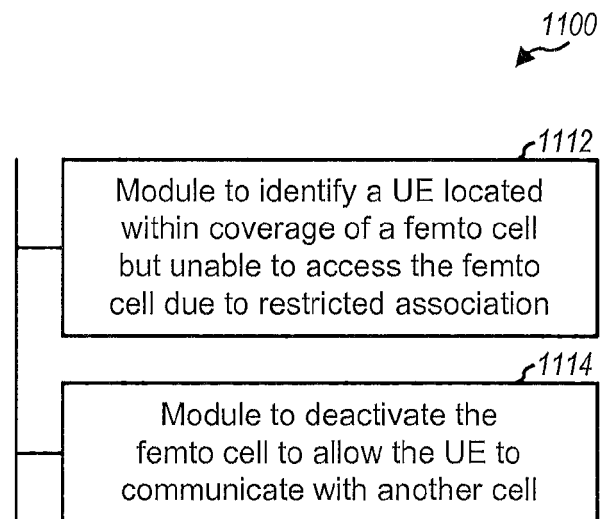 1100
1112
Module to identify a UE located
within coverage of a femto cell
but unable to access the femto
cell due to restricted association
1114
Module to deactivate the
femto cell to allow the UE to
communicate with another cell